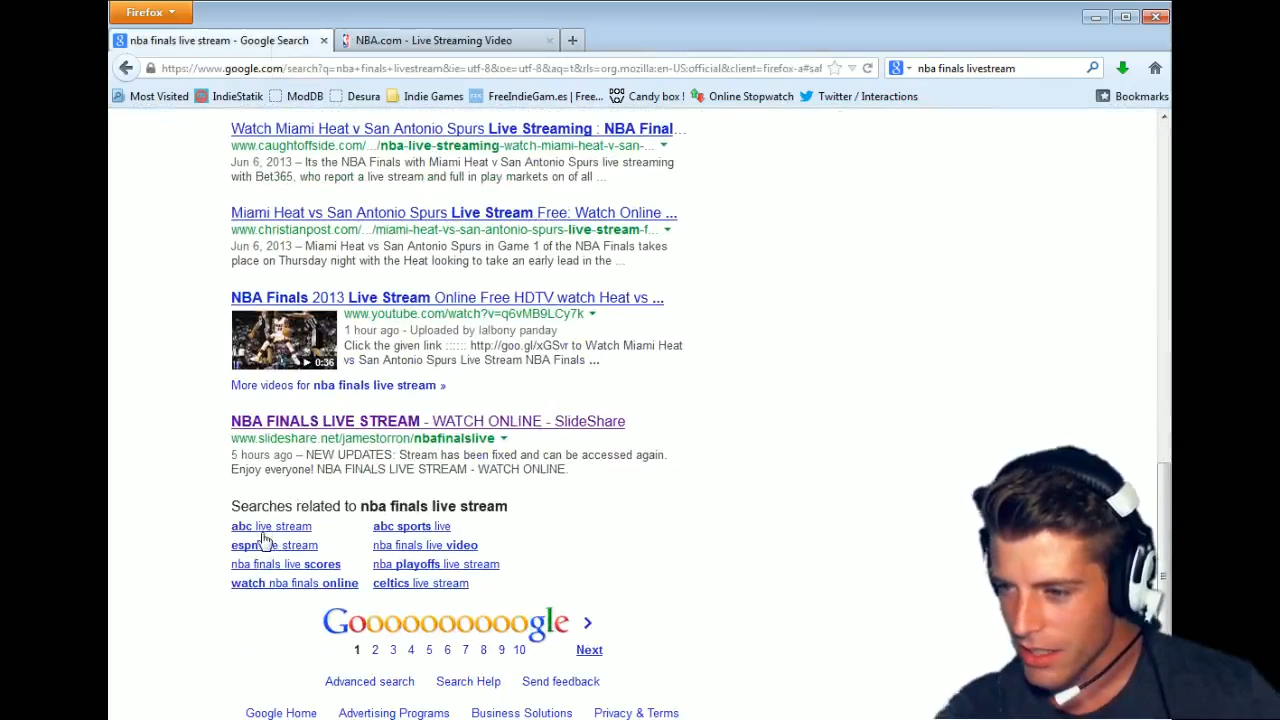 Firefox
nba finals live stream - Google Search
NBA.com - Live Streaming Video
https://www.google.com/search?q=nba+finals+livestream&ie=utf-8&oe=utf-8&aq=t&rls=org.mozilla:en-US:official&client=firefox-a#saf
nba finals livestream
Most Visited IndieStatik ModDB Desura Indie Games FreeIndieGam.es | Free... Candy box ! Online Stopwatch Twitter / Interactions Bookmarks
Watch Miami Heat v San Antonio Spurs Live Streaming : NBA Final...
www.caughtoffside.com/.../nba-live-streaming-watch-miami-heat-v-san-...
Jun 6, 2013 – Its the NBA Finals with Miami Heat v San Antonio Spurs live streaming
with Bet365, who report a live stream and full in play markets on of all ...
Miami Heat vs San Antonio Spurs Live Stream Free: Watch Online ...
www.christianpost.com/.../miami-heat-vs-san-antonio-spurs-live-stream-f...
Jun 6, 2013 – Miami Heat vs San Antonio Spurs in Game 1 of the NBA Finals takes
place on Thursday night with the Heat looking to take an early lead in the ...
NBA Finals 2013 Live Stream Online Free HDTV watch Heat vs ...
www.youtube.com/watch?v=q6vMB9LCy7k
1 hour ago - Uploaded by lalbony panday
Click the given link :::::: http://goo.gl/xGSvr to Watch Miami Heat
vs San Antonio Spurs Live Stream NBA Finals ...
0:36
More videos for nba finals live stream »
NBA FINALS LIVE STREAM - WATCH ONLINE - SlideShare
www.slideshare.net/jamestorron/nbafinalslive
5 hours ago – NEW UPDATES: Stream has been fixed and can be accessed again.
Enjoy everyone! NBA FINALS LIVE STREAM - WATCH ONLINE.
Searches related to nba finals live stream
abc live stream abc sports live
espn live stream nba finals live video
nba finals live scores nba playoffs live stream
watch nba finals online celtics live stream
Goooooooooogle
1 2 3 4 5 6 7 8 9 10 Next
Advanced search Search Help Send feedback
Google Home Advertising Programs Business Solutions Privacy & Terms